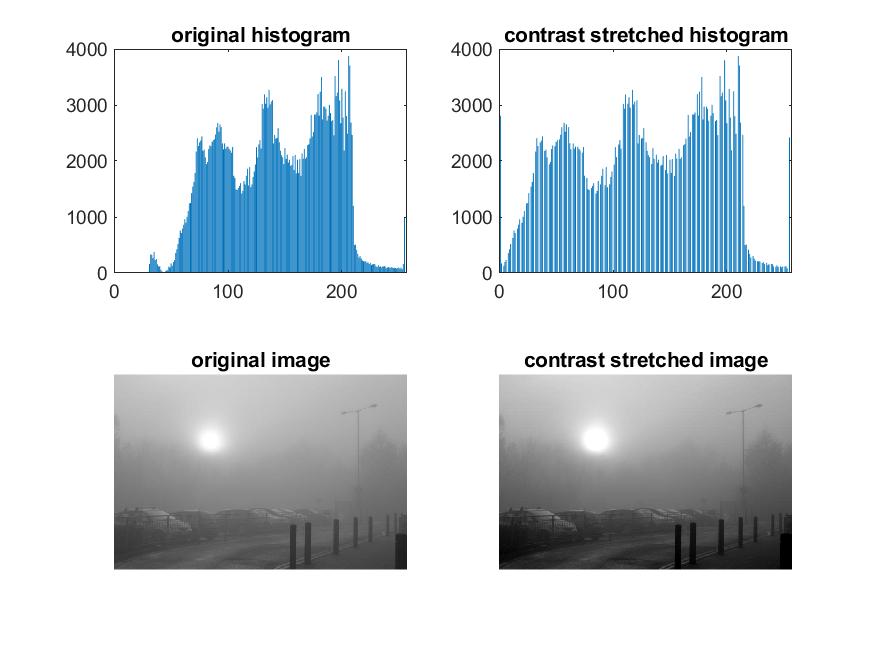 original histogram
4000
3000
2000
1000
0
0 100 200
contrast stretched histogram
4000
3000
2000
1000
0
0 100 200
original image
contrast stretched image